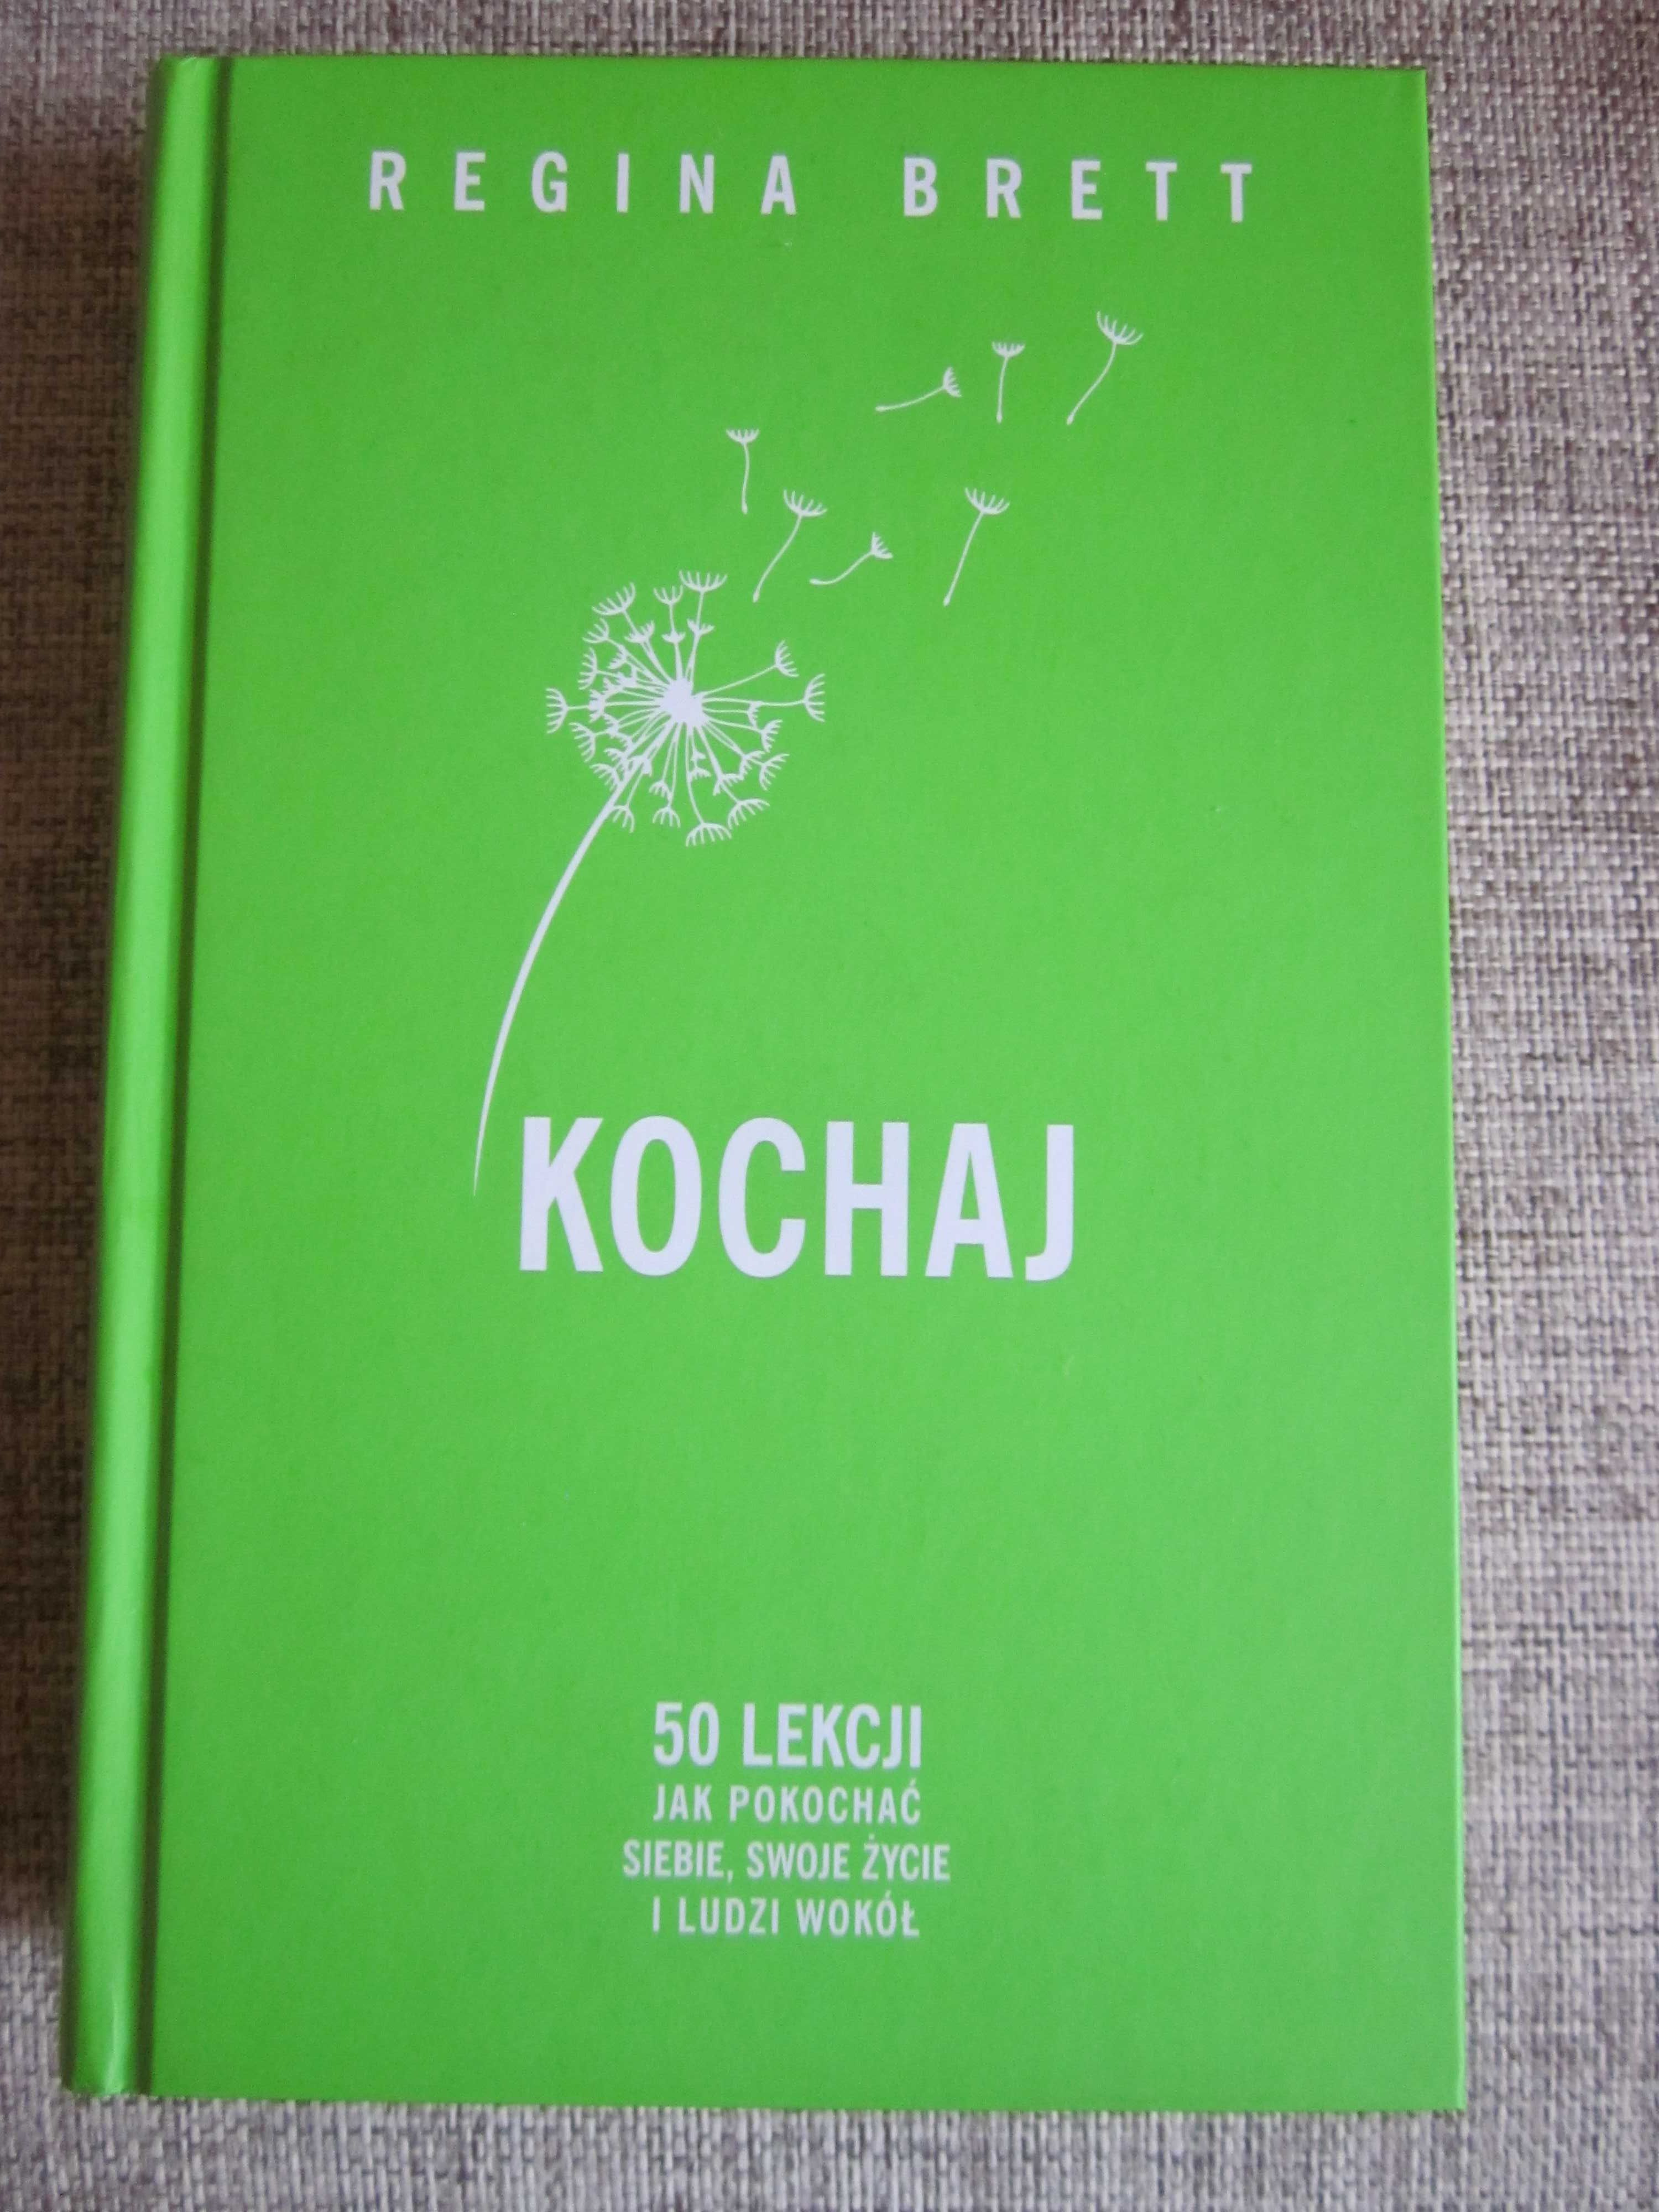 REGINA BRETT
KOCHAJ
50 LEKCJI
JAK POKOCHAĆ
SIEBIE, SWOJE ŻYCIE
I LUDZI WOKÓŁ